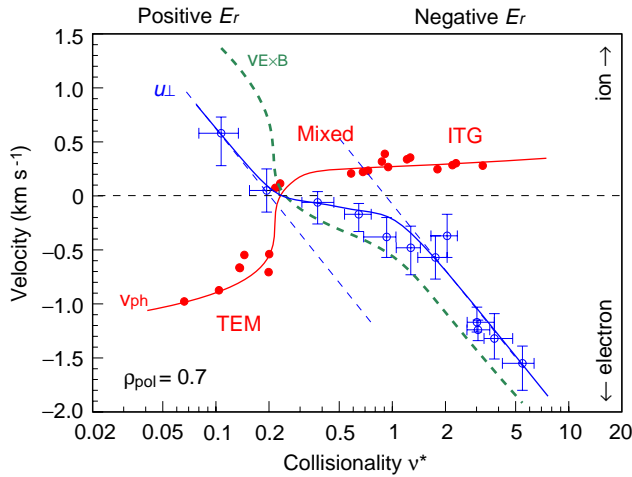 Positive Er
Negative Er
1.5
1.0
0.5
0
−0.5
−1.0
−1.5
−2.0
Velocity (km s-1)
vE×B
u⊥
Mixed
ITG
ion →
vph
TEM
← electron
ρpol = 0.7
0.02
0.05
0.1
0.2
0.5
1
2
5
10
20
Collisionality ν*